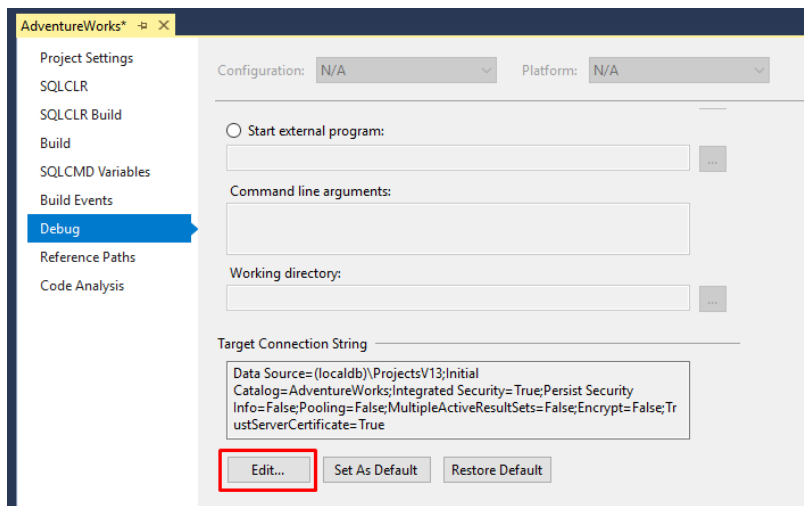 AdventureWorks*
Project Settings
SQLCLR
SQLCLR Build
Build
SQLCMD Variables
Build Events
Debug
Reference Paths
Code Analysis
Configuration: N/A Platform: N/A
Start external program:
...
Command line arguments:
Working directory:
...
Target Connection String
Data Source=(localdb)\ProjectsV13;Initial
Catalog=AdventureWorks;Integrated Security=True;Persist Security
Info=False;Pooling=False;MultipleActiveResultSets=False;Encrypt=False;Tr
ustServerCertificate=True
Edit... Set As Default Restore Default